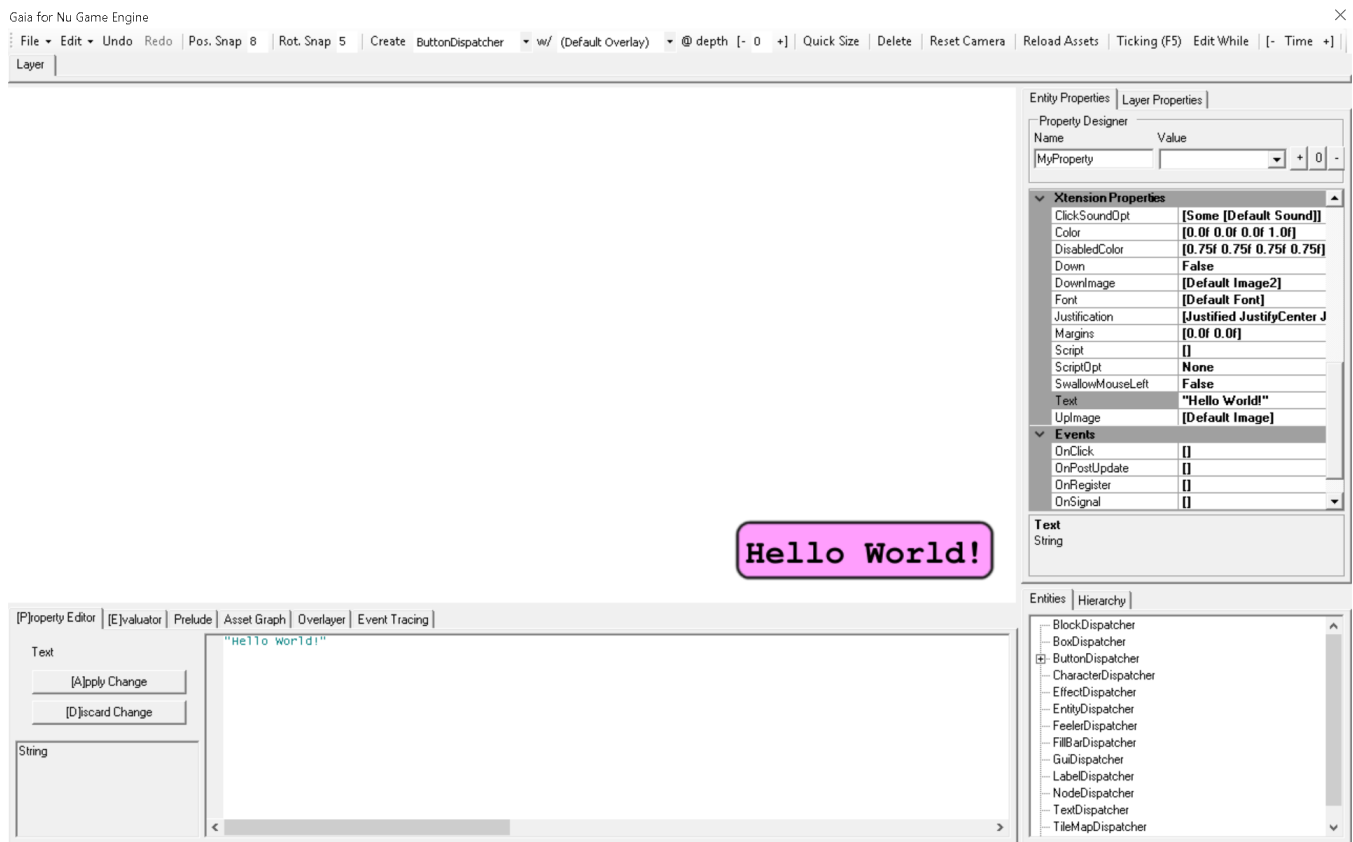 Gaia for Nu Game Engine
File Edit Undo Redo Pos. Snap 8 Rot. Snap 5 Create ButtonDispatcher w/ (Default Overlay) @ depth [- 0 +] Quick Size Delete Reset Camera Reload Assets Ticking (F5) Edit While [- Time +]
Layer
Entity Properties Layer Properties
Property Designer
Name Value
MyProperty + 0 -
Xtension Properties
ClickSoundOpt [Some [Default Sound]]
Color [0.0f 0.0f 0.0f 1.0f]
DisabledColor [0.75f 0.75f 0.75f 0.75f]
Down False
DownImage [Default Image2]
Font [Default Font]
Justification [Justified JustifyCenter J
Margins [0.0f 0.0f]
Script []
ScriptOpt None
SwallowMouseLeft False
Text "Hello World!"
UpImage [Default Image]
Events
OnClick []
OnPostUpdate []
OnRegister []
OnSignal []
Text
String
Hello World!
[P]roperty Editor [E]valuator Prelude Asset Graph Overlayer Event Tracing
Text
[A]pply Change
[D]iscard Change
String
"Hello World!"
Entities Hierarchy
BlockDispatcher
BoxDispatcher
ButtonDispatcher
CharacterDispatcher
EffectDispatcher
EntityDispatcher
FeelerDispatcher
FillBarDispatcher
GuiDispatcher
LabelDispatcher
NodeDispatcher
TextDispatcher
TileMapDispatcher